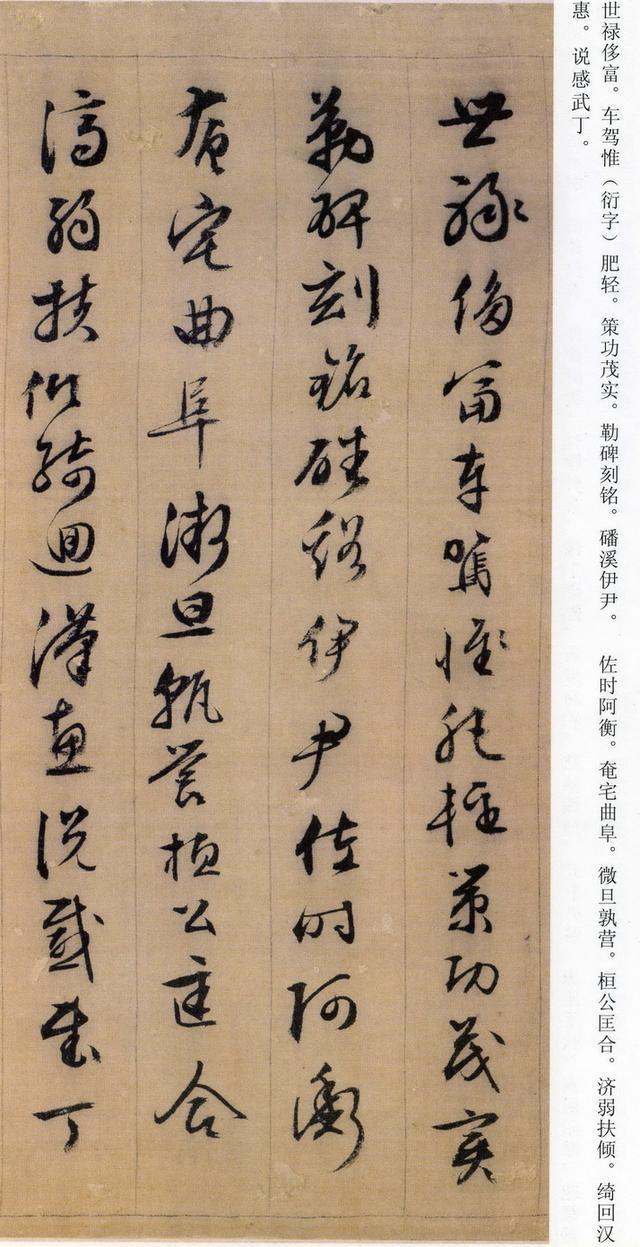 世禄侈富。车驾惟（衍字）肥轻。策功茂实。勒碑刻铭。磻溪伊尹。 佐时阿衡。奄宅曲阜。微旦孰营。桓公匡合。济弱扶倾。绮回汉
惠。说感武丁。
世祿侈富車駕惟肥輕策功茂實
勒碑刻銘磻溪伊尹佐時阿衡
奄宅曲阜微旦孰營桓公匡合
濟弱扶傾綺迴漢惠說感武丁